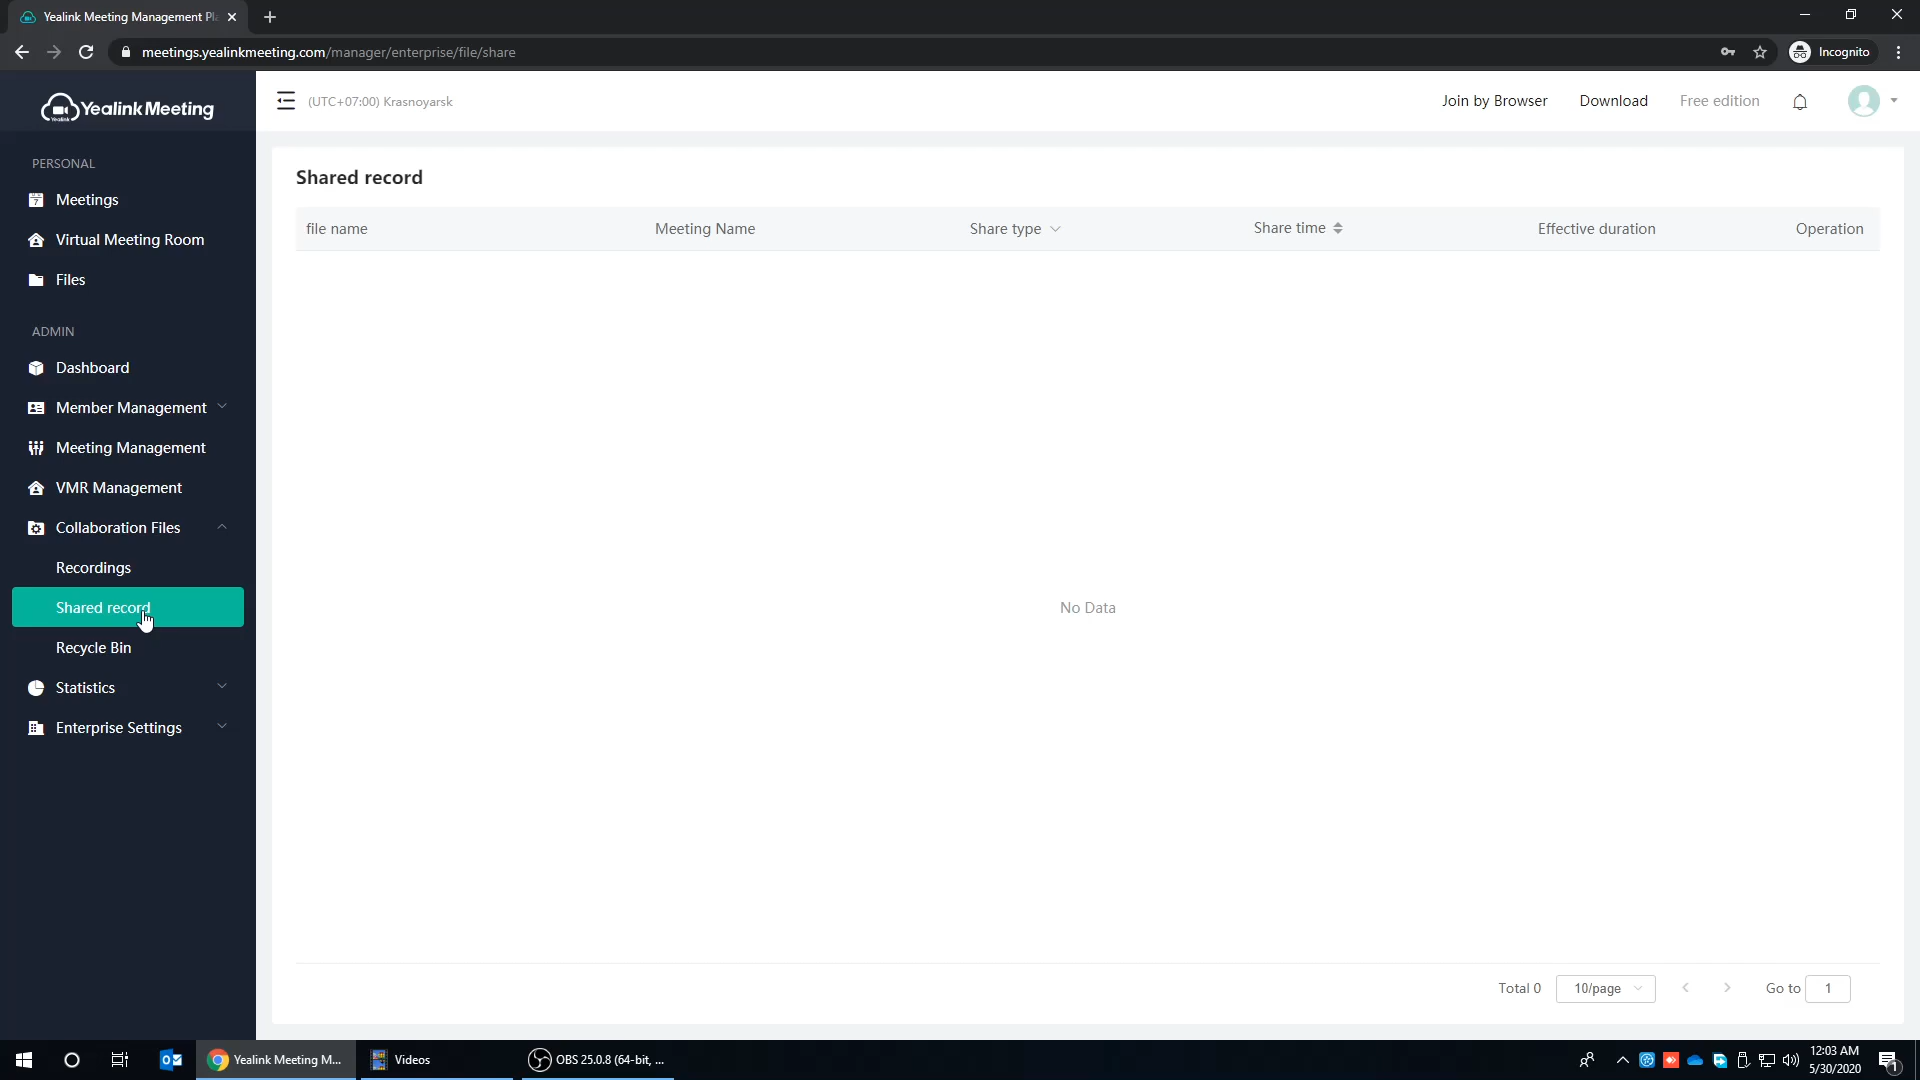 Yealink Meeting Management Pl
meetings.yealinkmeeting.com/manager/enterprise/file/share
Incognito
Yealink
Yealink Meeting
(UTC+07:00) Krasnoyarsk
Join by Browser
Download
Free edition
PERSONAL
7
Meetings
Virtual Meeting Room
Files
ADMIN
Dashboard
Member Management
Meeting Management
VMR Management
Collaboration Files
Recordings
Shared record
Recycle Bin
Statistics
Enterprise Settings
Shared record
file name
Meeting Name
Share type
Share time
Effective duration
Operation
No Data
Total 0
10/page
Go to
1
Yealink Meeting M...
Videos
OBS 25.0.8 (64-bit, ...
12:03 AM
5/30/2020
1